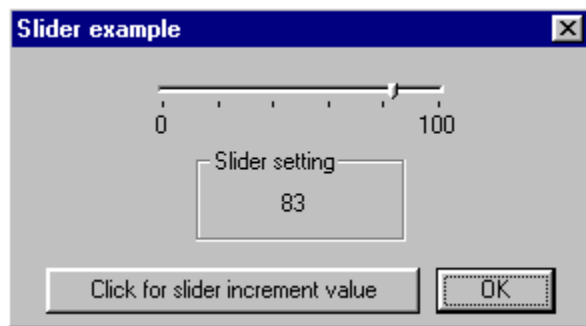 Slider example
0 100
Slider setting
83
Click for slider increment value OK